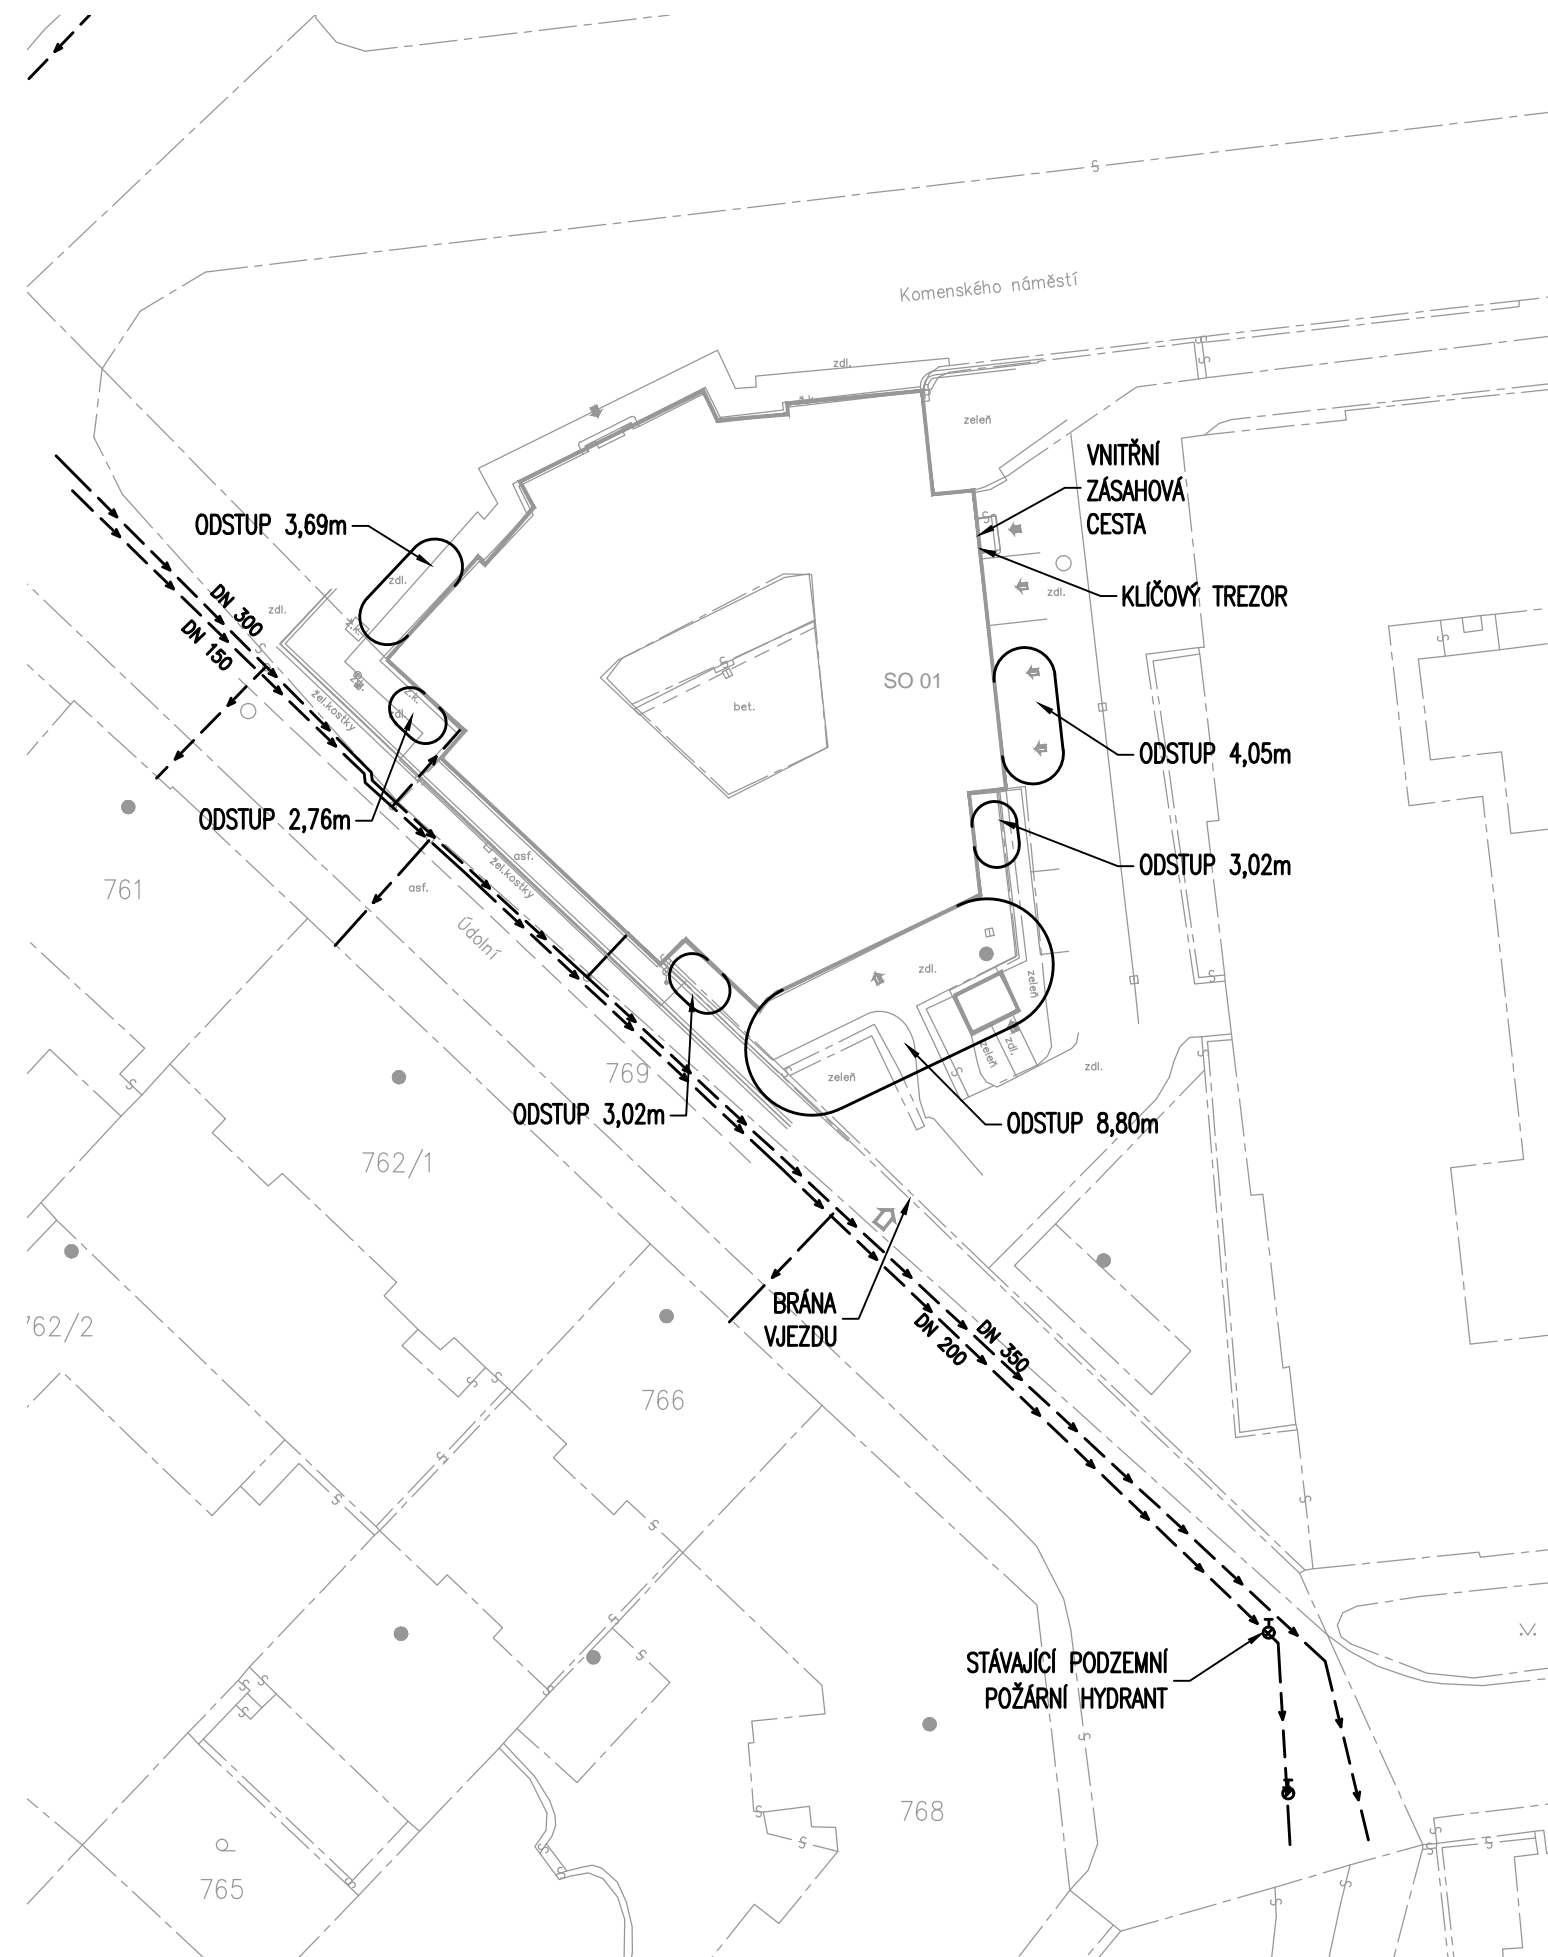 Komenského náměstí
zdl.
zeleň
VNITŘNÍ
ZÁSAHOVÁ
CESTA
ODSTUP 3,69m
zdl.
zdl.
KLÍČOVÝ TREZOR
zdl.
DN 300
DN 150
ž.k.
ž.k.
zdl.
žel.kostky
SO 01
bet.
ODSTUP 4,05m
ODSTUP 2,76m
ODSTUP 3,02m
asf.
žel.kostky
asf.
761
Údolní
zdl.
zeleň
769
zeleň
zeleň
zdl.
zdl.
ODSTUP 3,02m
ODSTUP 8,80m
762/1
BRÁNA
VJEZDU
762/2
DN 200
DN 350
766
STÁVAJÍCÍ PODZEMNÍ
POŽÁRNÍ HYDRANT
768
765